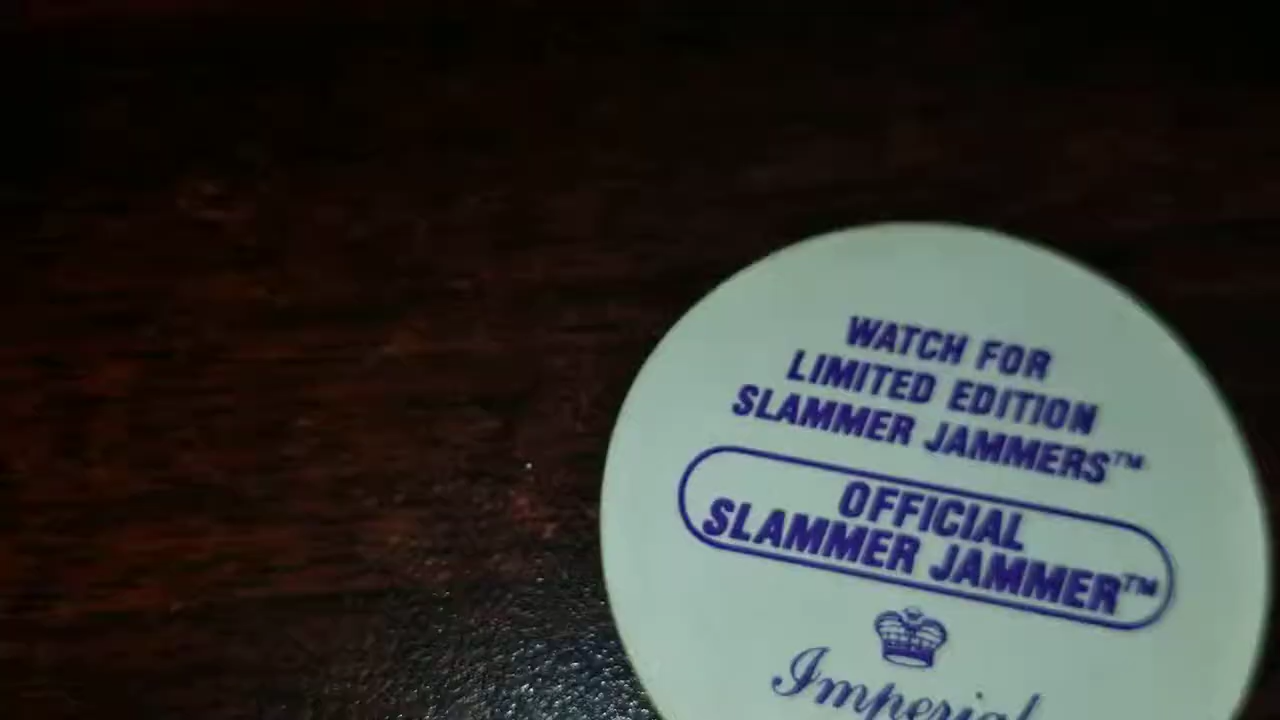 WATCH FOR
LIMITED EDITION
SLAMMER JAMMERS™
OFFICIAL
SLAMMER JAMMER™
Imperial